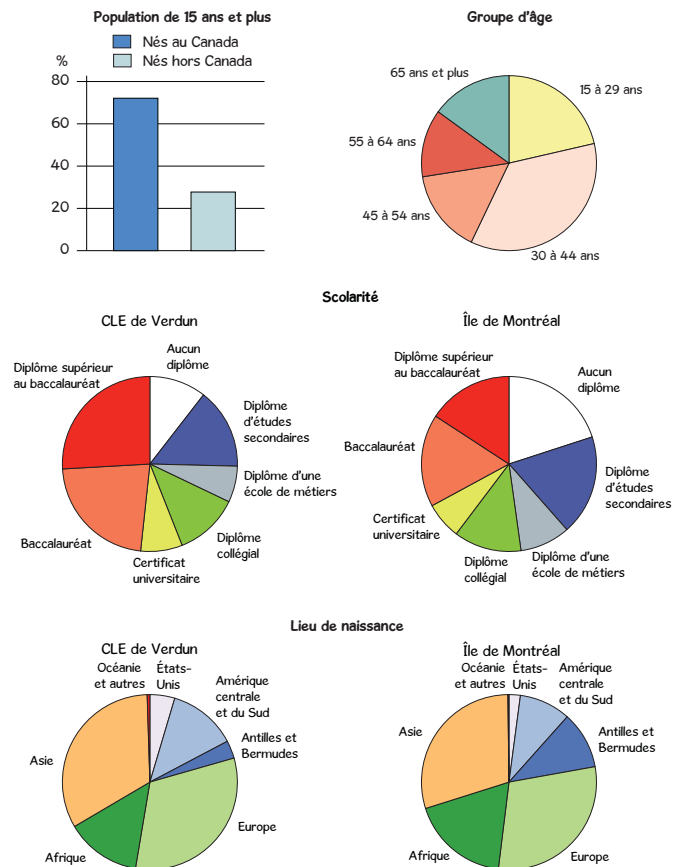 Population de 15 ans et plus
Nés au Canada
Nés hors Canada
%
80
60
40
20
0
Groupe d'âge
65 ans et plus
15 à 29 ans
55 à 64 ans
45 à 54 ans
30 à 44 ans
Scolarité
CLE de Verdun
Aucun
diplôme
Diplôme supérieur
au baccalauréat
Diplôme
d'études
secondaires
Diplôme d'une
école de métiers
Baccalauréat
Certificat
universitaire
Diplôme
collégial
Île de Montréal
Diplôme supérieur
au baccalauréat
Aucun
diplôme
Baccalauréat
Diplôme
d'études
secondaires
Certificat
universitaire
Diplôme
collégial
Diplôme d'une
école de métiers
Lieu de naissance
CLE de Verdun
Océanie
et autres
États-
Unis
Amérique
centrale
et du Sud
Antilles et
Bermudes
Asie
Europe
Afrique
Île de Montréal
Océanie
et autres
États-
Unis
Amérique
centrale
et du Sud
Antilles et
Bermudes
Asie
Europe
Afrique